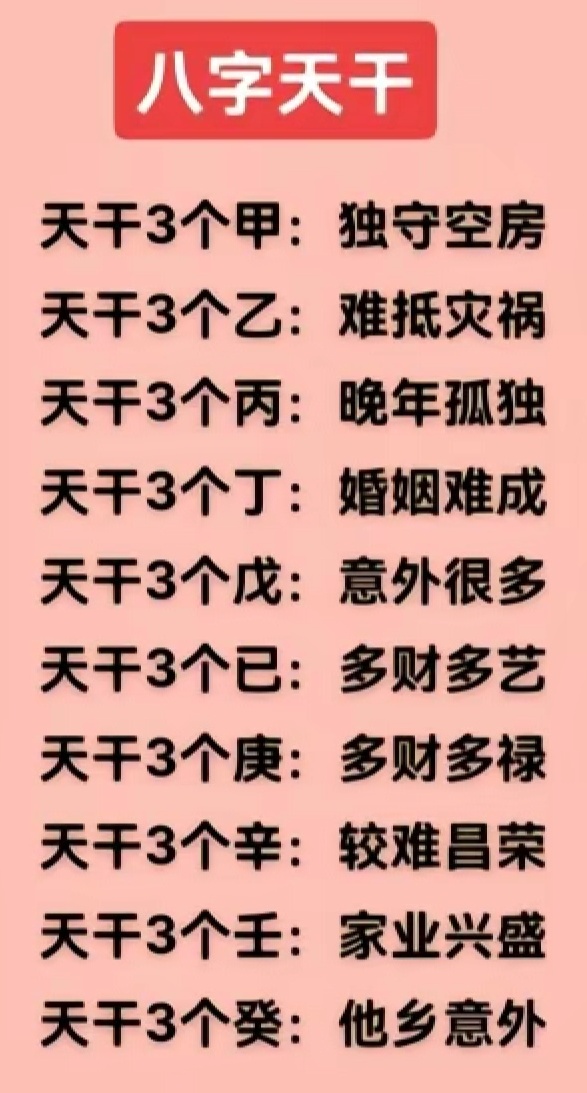 八字天干
天干3个甲：独守空房
天干3个乙：难抵灾祸
天干3个丙：晚年孤独
天干3个丁：婚姻难成
天干3个戊：意外很多
天干3个已：多财多艺
天干3个庚：多财多禄
天干3个辛：较难昌荣
天干3个壬：家业兴盛
天干3个癸：他乡意外